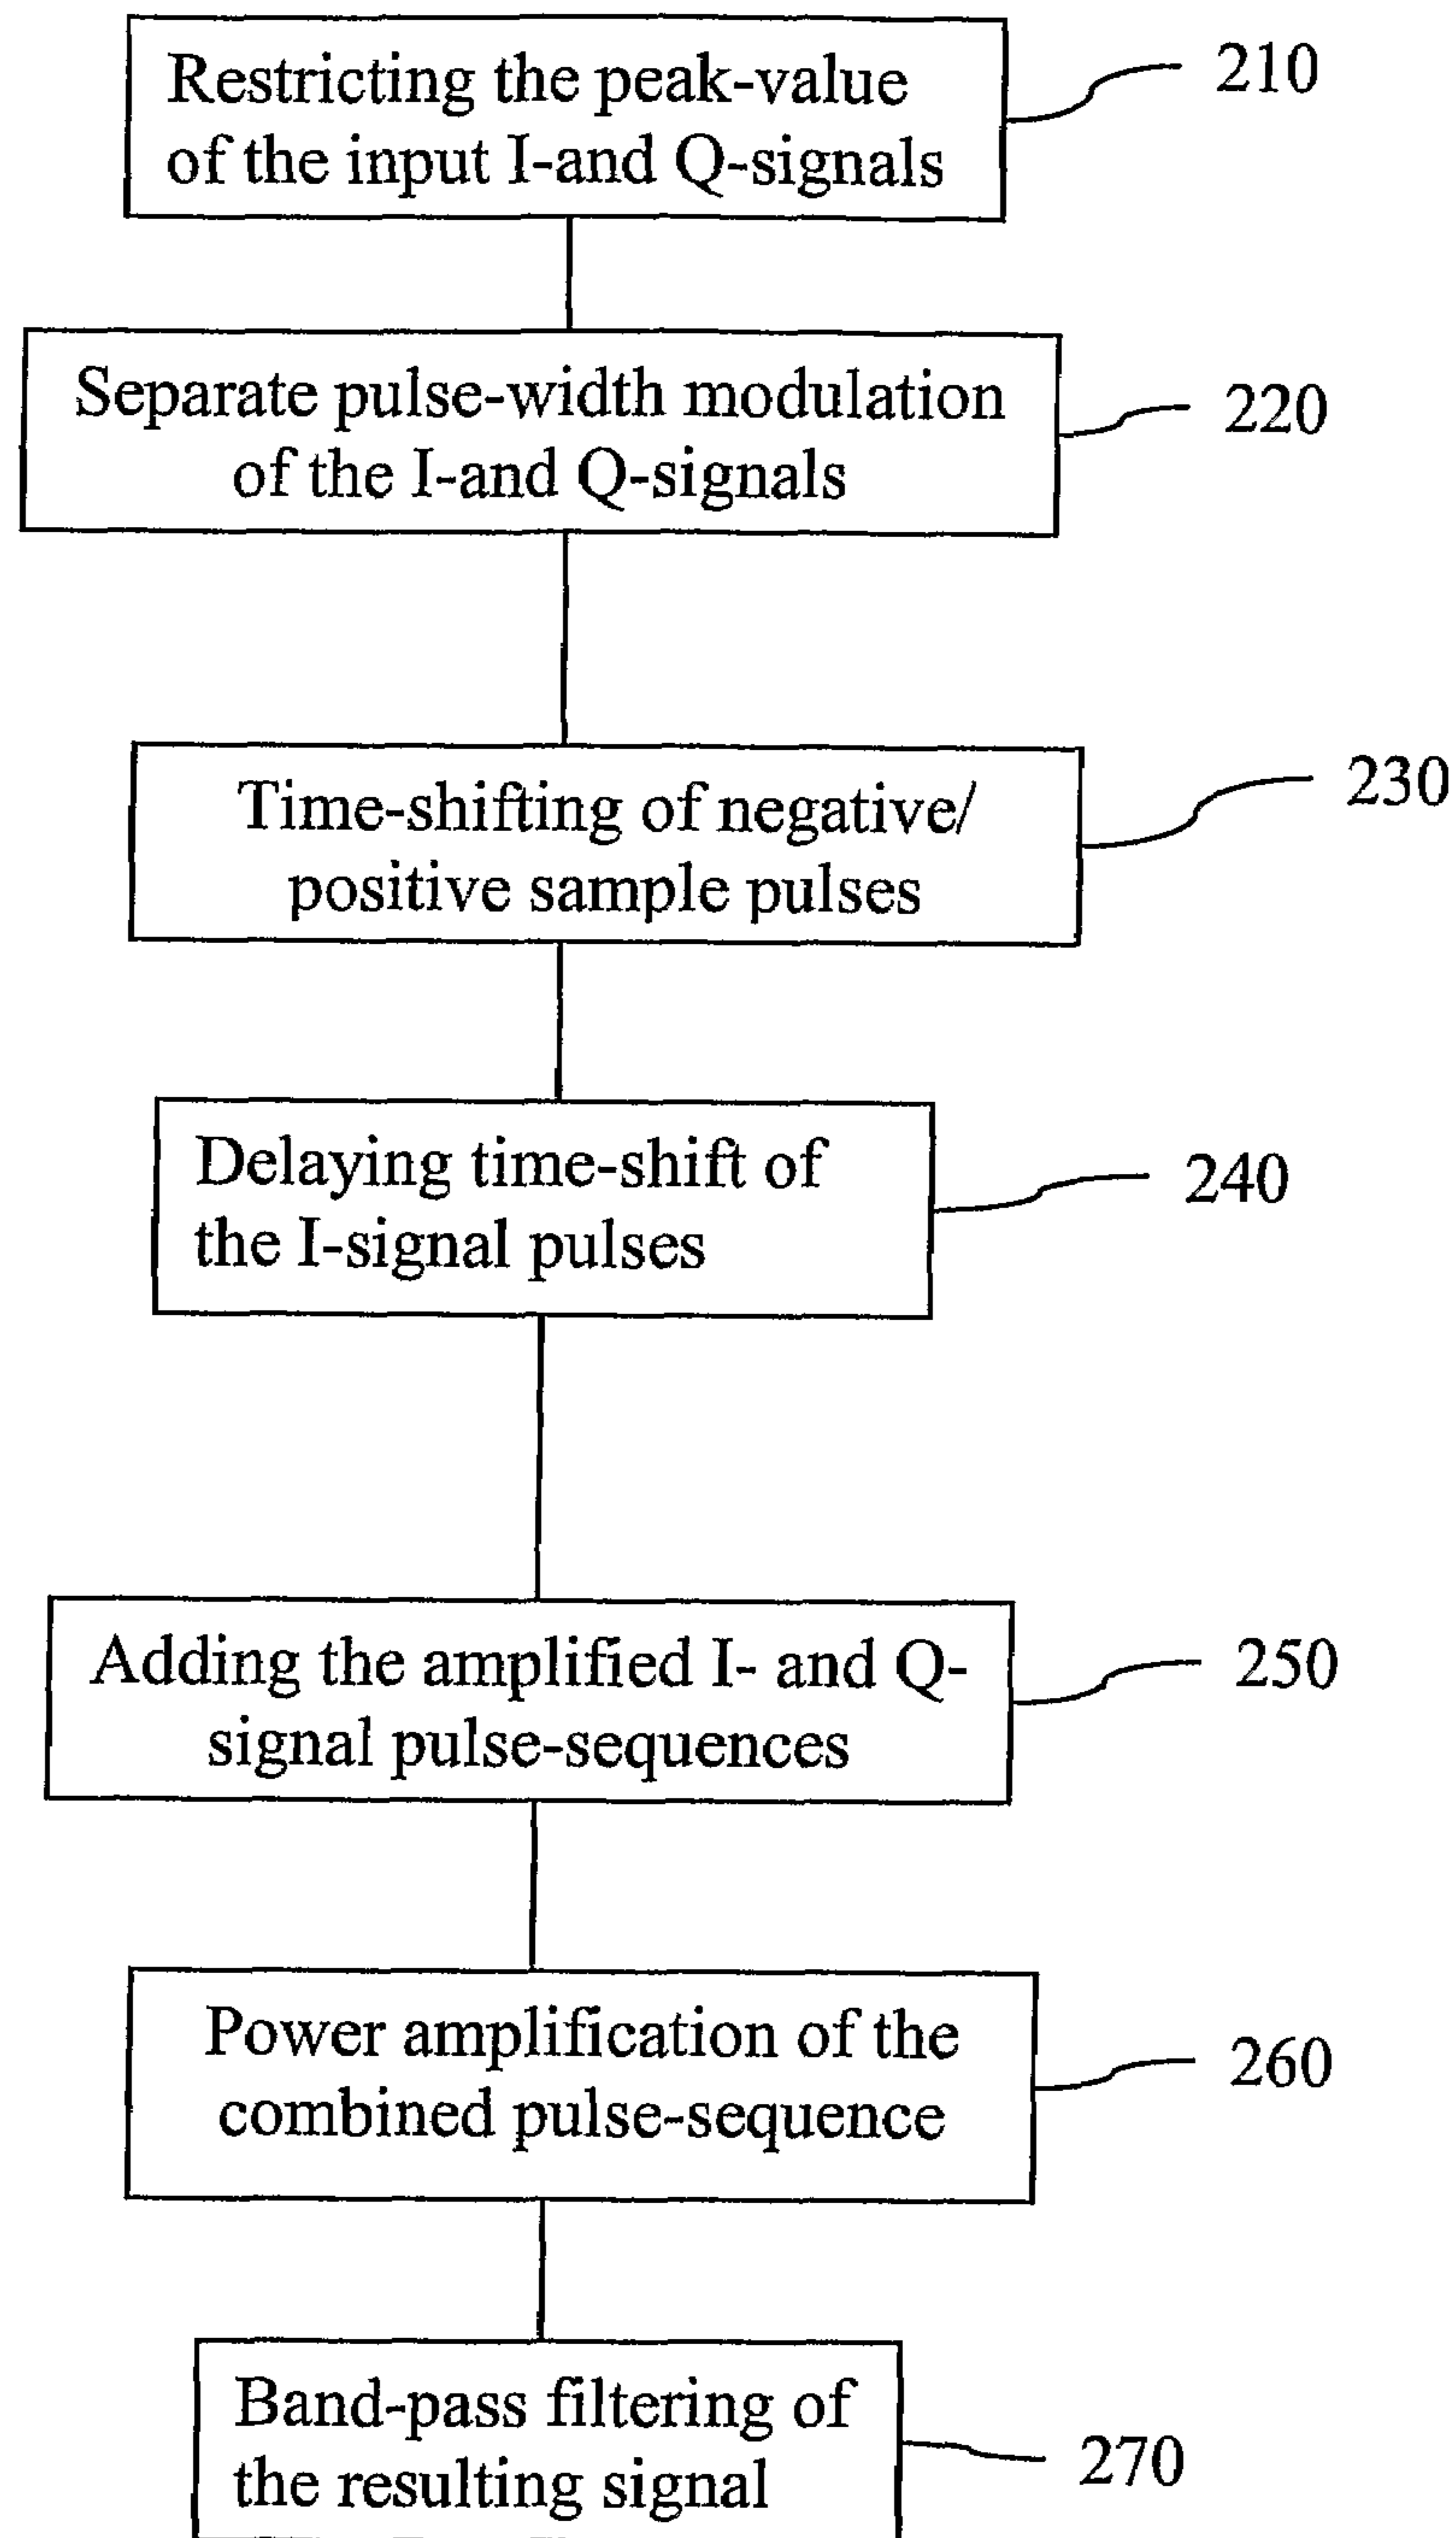 Restricting the peak-value
of the input I-and Q-signals
210
Separate pulse-width modulation
of the I-and Q-signals
220
Time-shifting of negative/
positive sample pulses
230
Delaying time-shift of
the I-signal pulses
240
Adding the amplified I- and Q-
signal pulse-sequences
250
Power amplification of the
combined pulse-sequence
260
Band-pass filtering of
the resulting signal
270